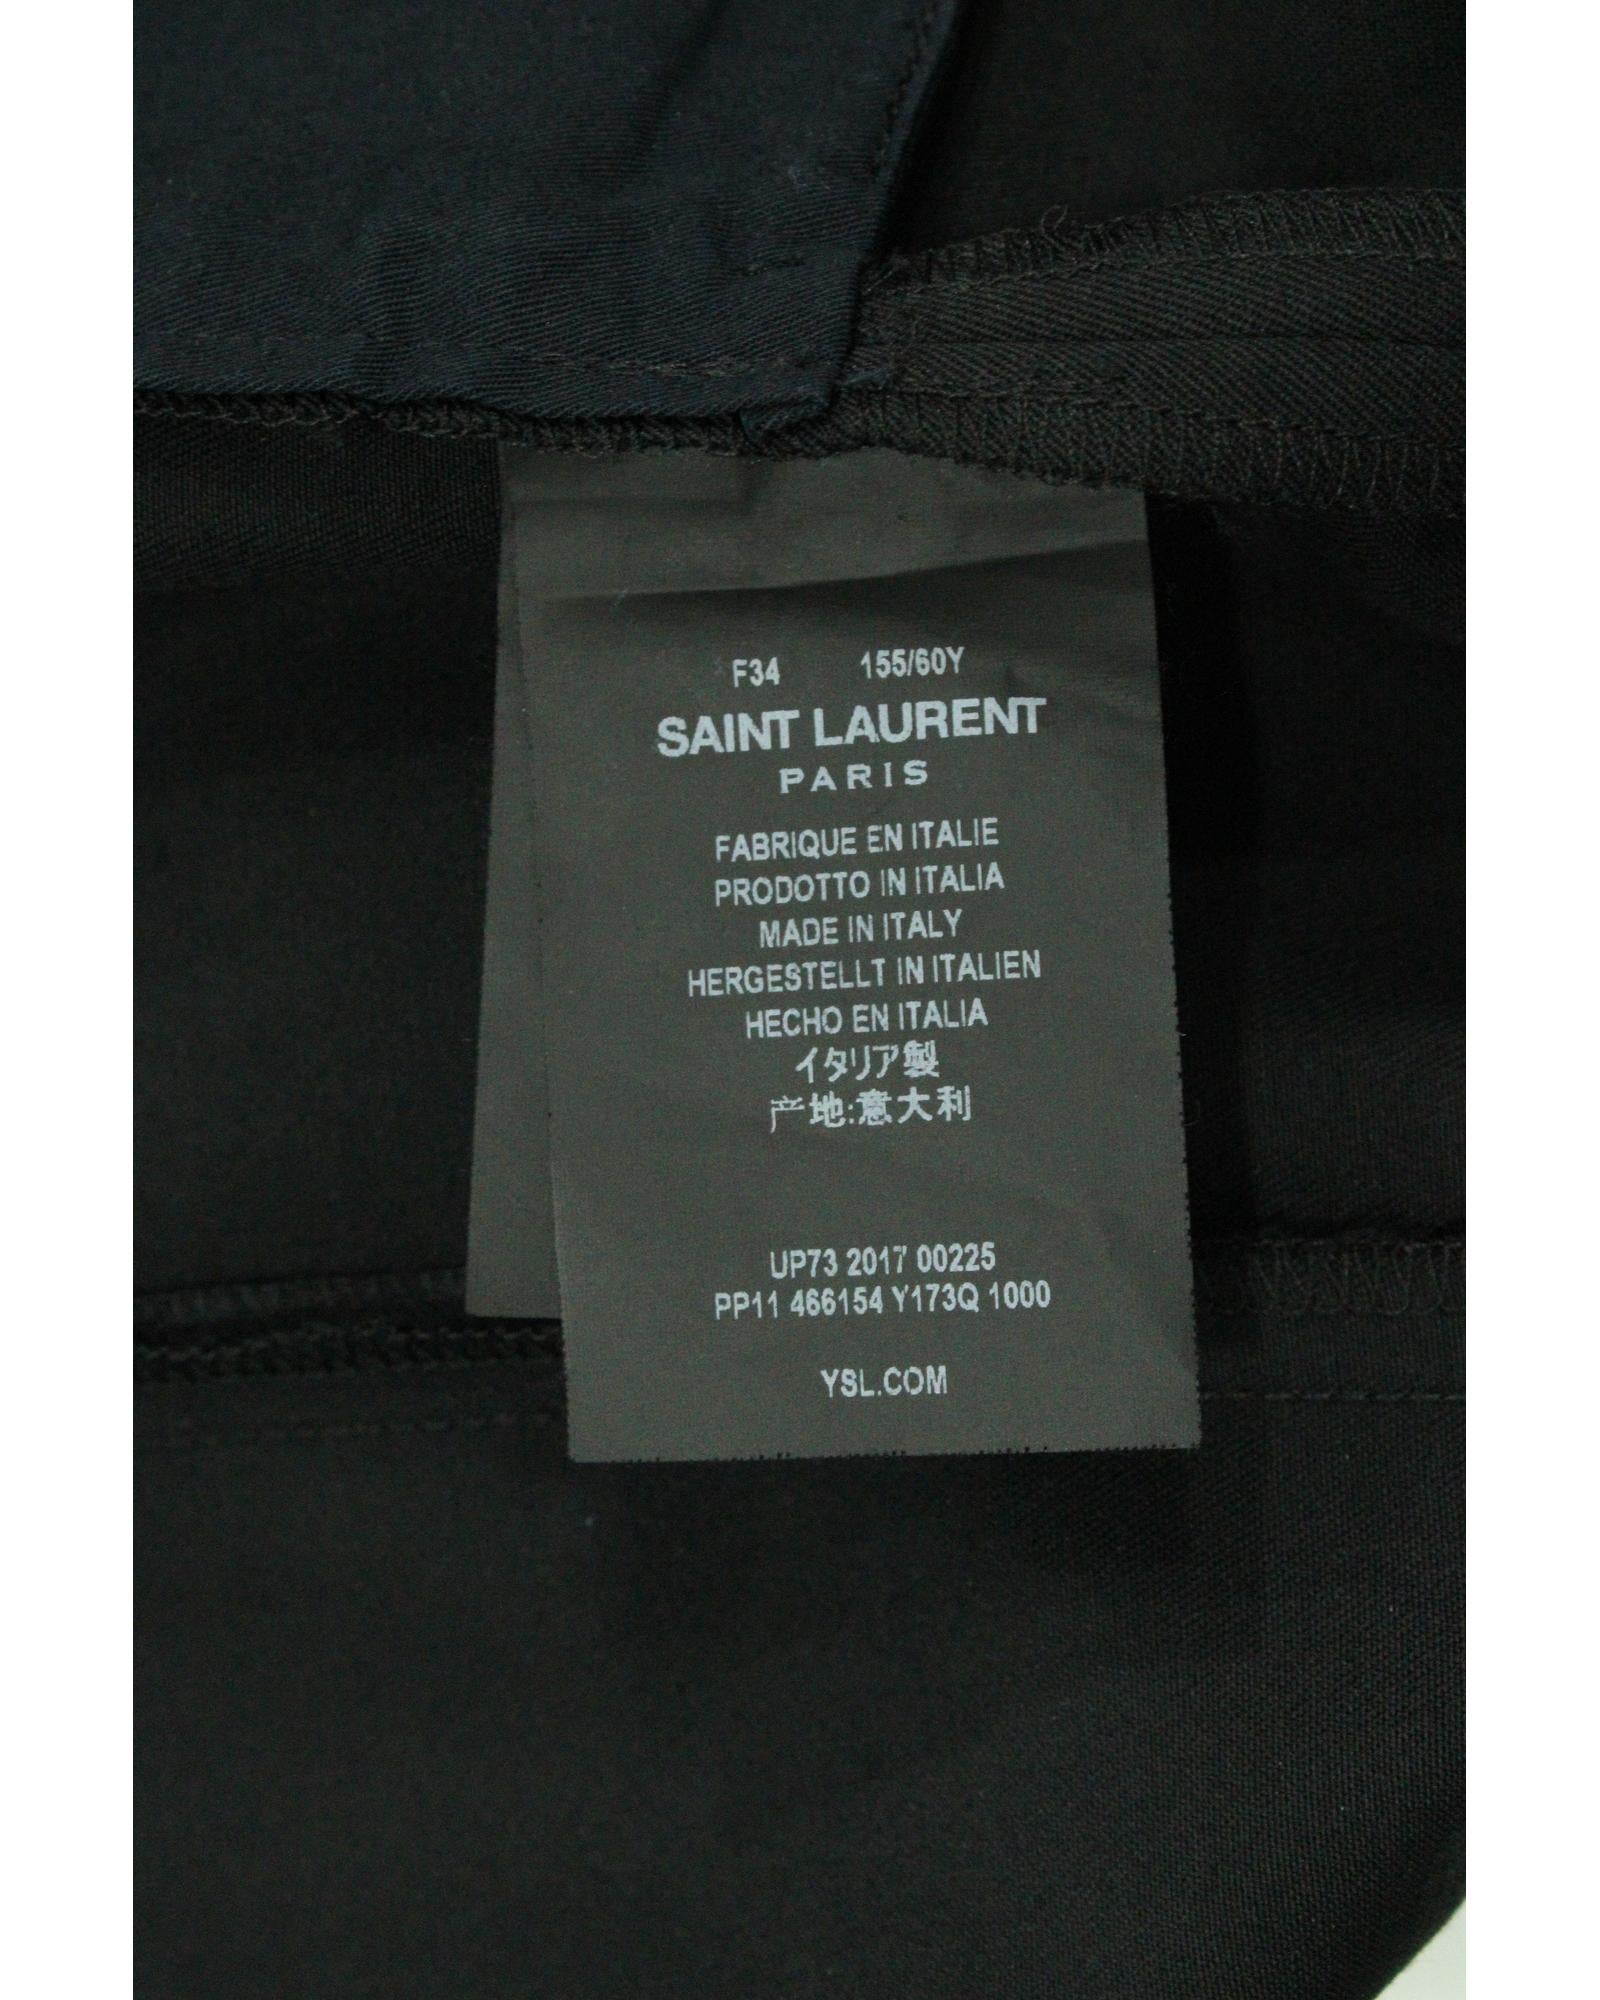 F34 155/60Y
SAINT LAURENT
PARIS
FABRIQUE EN ITALIE
PRODOTTO IN ITALIA
MADE IN ITALY
HERGESTELLT IN ITALIEN
HECHO EN ITALIA
イタリア製
产地:意大利
UP73 2017 00225
PP11 466154 Y173Q 1000
YSL.COM